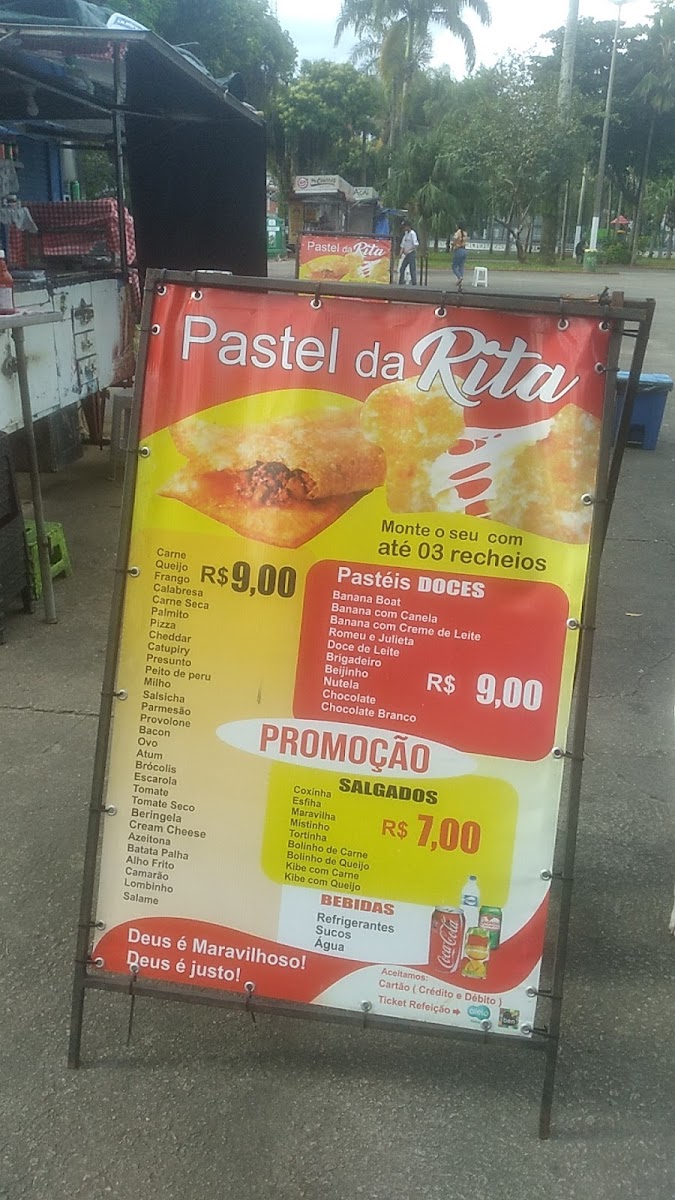 Pastel da Rita
Pastel da Rita
Monte o seu com
até 03 recheios
Carne
Queijo
Frango
Calabresa
Carne Seca
Palmito
Pizza
Cheddar
Catupiry
Presunto
Peito de peru
Milho
Salsicha
Parmesão
Provolone
Bacon
Ovo
Atum
Brócolis
Escarola
Tomate
Tomate Seco
Beringela
Cream Cheese
Azeitona
Batata Palha
Alho Frito
Camarão
Lombinho
Salame
R$ 9,00
Pastéis DOCES
Banana Boat
Banana com Canela
Banana com Creme de Leite
Romeu e Julieta
Doce de Leite
Brigadeiro
Beijinho
Nutela
Chocolate
Chocolate Branco
R$ 9,00
PROMOÇÃO
SALGADOS
Coxinha
Esfiha
Maravilha
Mistinho
Tortinha
Bolinho de Carne
Bolinho de Queijo
Kibe com Carne
Kibe com Queijo
R$ 7,00
BEBIDAS
Refrigerantes
Sucos
Água
Coca-Cola
Deus é Maravilhoso!
Deus é justo!
Aceitamos:
Cartão ( Crédito e Débito )
Ticket Refeição
alelo